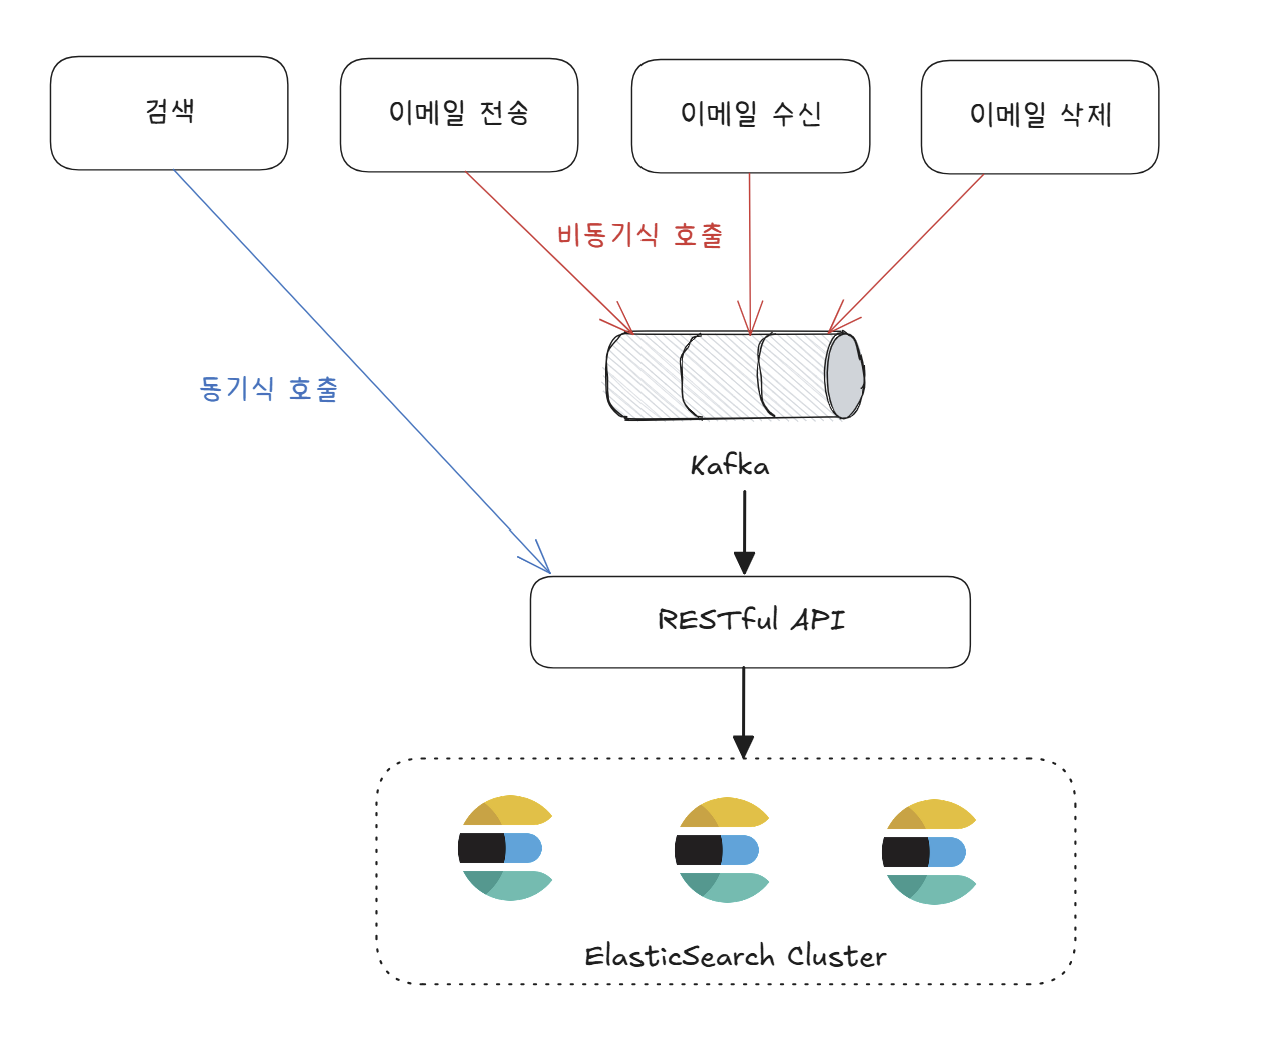 검색
이메일 전송
이메일 수신
이메일 삭제
비동기식 호출
동기식 호출
Kafka
RESTful API
ElasticSearch Cluster